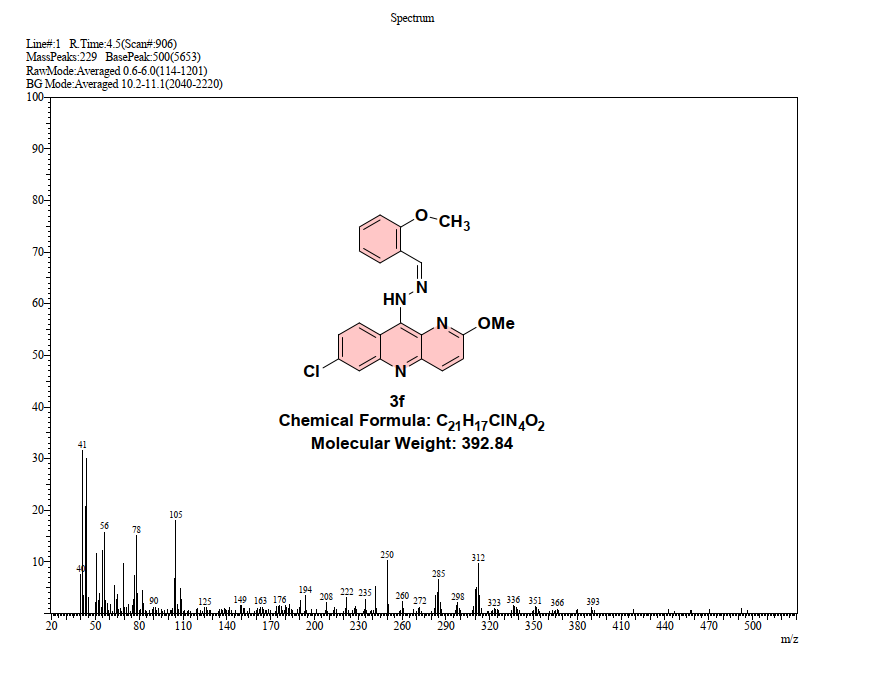 Spectrum
Line#:1 R.Time:4.5(Scan#:906)
MassPeaks:229 BasePeak:500(5653)
RawMode:Averaged 0.6-6.0(114-1201)
BG Mode:Averaged 10.2-11.1(2040-2220)
100
90
80
70
60
50
40
30
20
10
O CH3
N
HN
N
OMe
Cl
N
3f
Chemical Formula: C21H17ClN4O2
Molecular Weight: 392.84
41
40
56
78
90
105
125
149
163
176
194
208
222
235
250
260
272
285
298
312
323
336
351
366
393
20 50 80 110 140 170 200 230 260 290 320 350 380 410 440 470 500
m/z